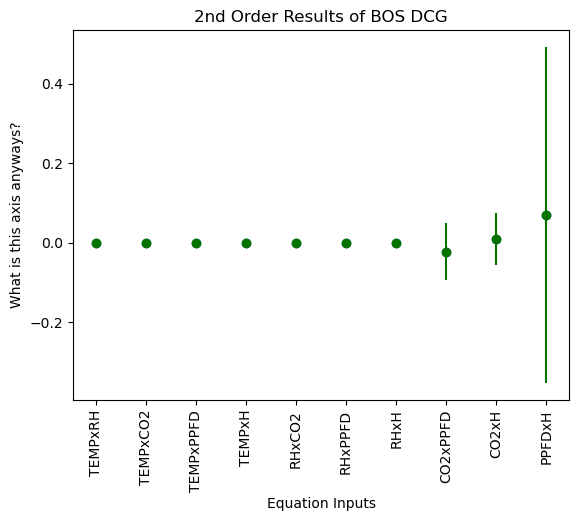 2nd Order Results of BOS DCG
What is this axis anyways?
0.4
0.2
0.0
−0.2
TEMPxRH
TEMPxCO2
TEMPxPPFD
TEMPxH
RHxCO2
RHxPPFD
RHxH
CO2xPPFD
CO2xH
PPFDxH
Equation Inputs